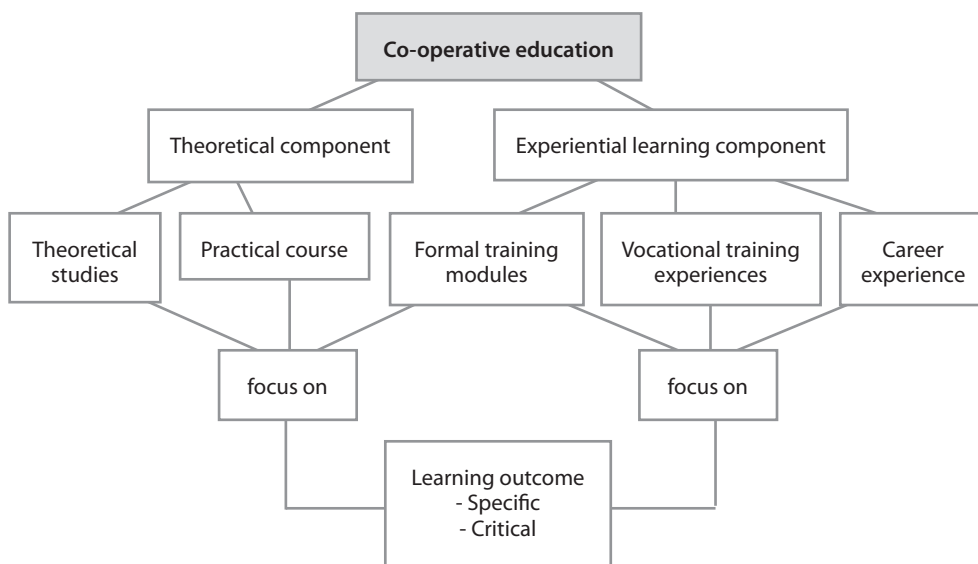 Co-operative education
Theoretical component
Experiential learning component
Theoretical
studies
Practical course
Formal training
modules
Vocational training
experiences
Career
experience
focus on
focus on
Learning outcome
- Specific
- Critical